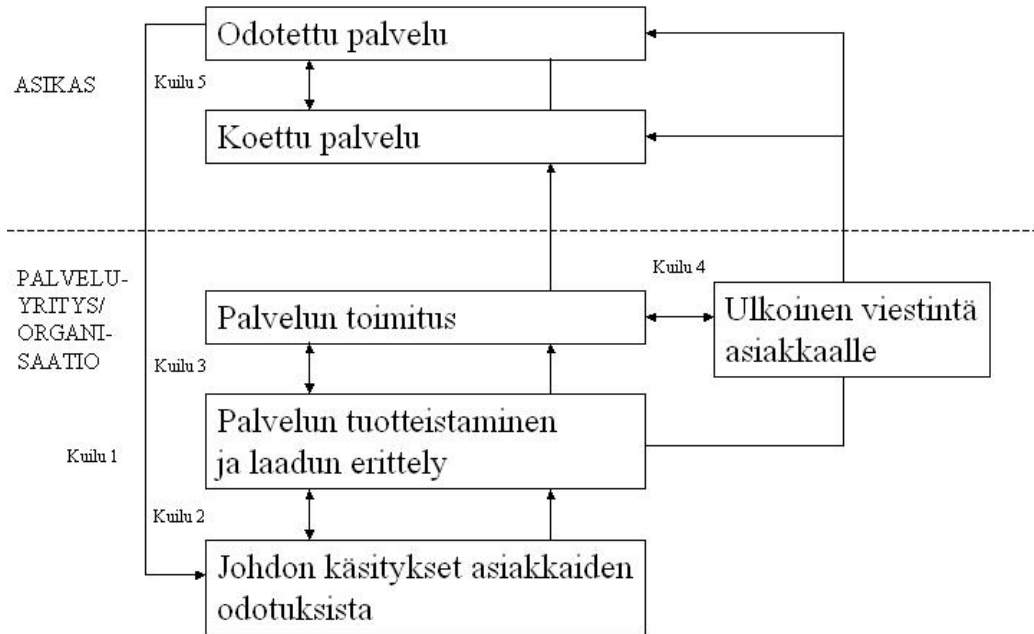 Odotettu palvelu
Kuilu 5
ASIKAS
Koettu palvelu
PALVELU-
YRITYS/
ORGANI-
SAATIO
Kuilu 4
Palvelun toimitus
Ulkoinen viestintä
asiakkaalle
Kuilu 3
Palvelun tuotteistaminen
ja laadun erittely
Kuilu 1
Kuilu 2
Johdon käsitykset asiakkaiden
odotuksista